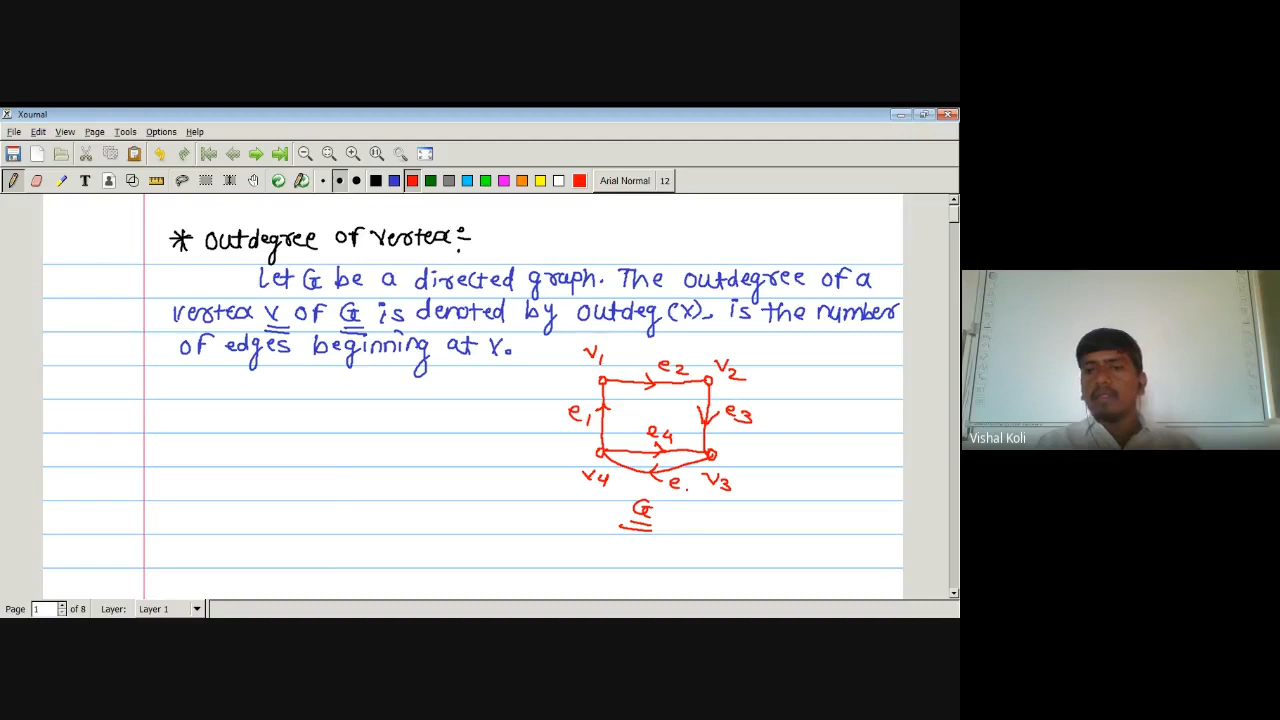 Xournal
File Edit View Page Tools Options Help
T Arial Normal 12
* Outdegree of vertex :-
Let G be a directed graph. The outdegree of a
vertex v of G is denoted by outdeg(v). is the number
of edges beginning at v.
v1 e2 v2
e1 e3
e4
v4 e. v3
G
Page 1 of 8 Layer: Layer 1
Vishal Koli